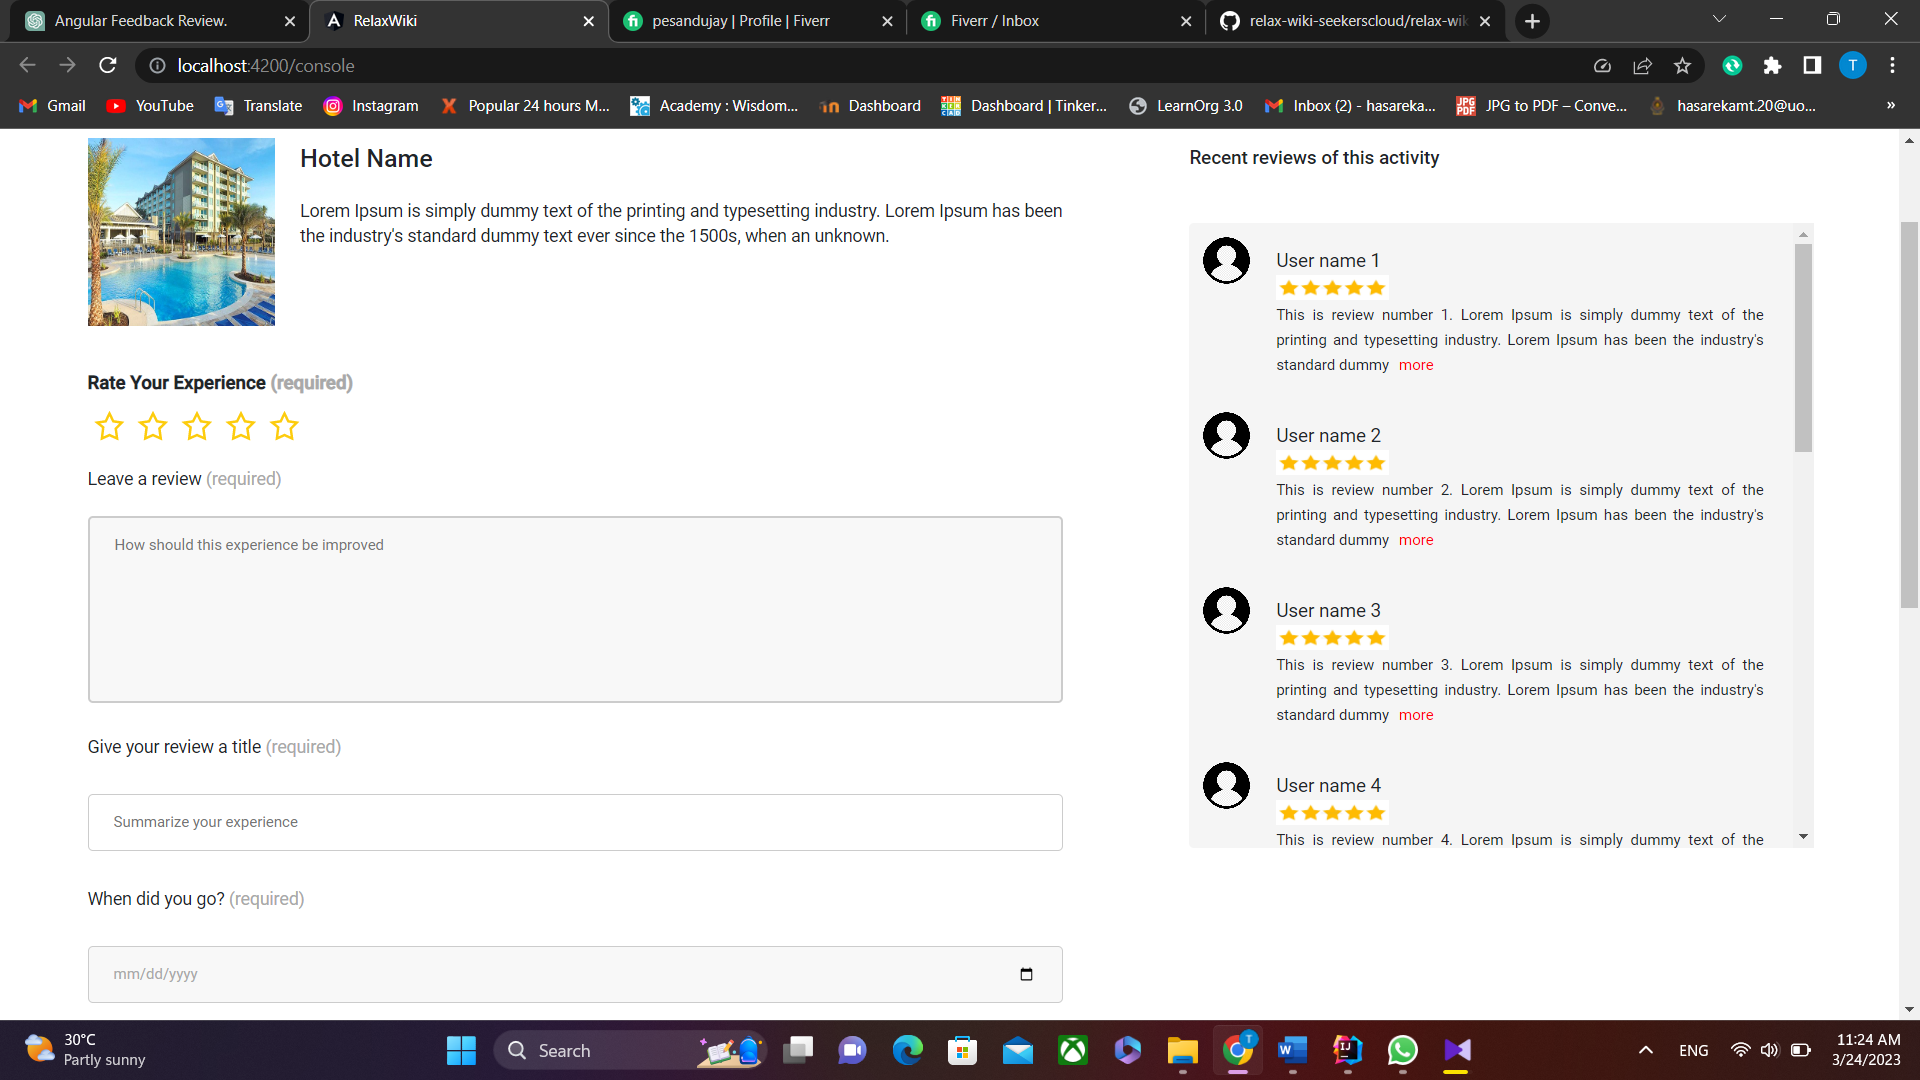 Angular Feedback Review.
RelaxWiki
pesandujay | Profile | Fiverr
Fiverr / Inbox
relax-wiki-seekerscloud/relax-wik
localhost:4200/console
T
Gmail
YouTube
Translate
Instagram
Popular 24 hours M...
Academy : Wisdom...
Dashboard
Dashboard | Tinker...
LearnOrg 3.0
Inbox (2) - hasareka...
JPG to PDF – Conve...
hasarekamt.20@uo...
»
Hotel Name
Lorem Ipsum is simply dummy text of the printing and typesetting industry. Lorem Ipsum has been
the industry's standard dummy text ever since the 1500s, when an unknown.
Rate Your Experience (required)
Leave a review (required)
How should this experience be improved
Give your review a title (required)
Summarize your experience
When did you go? (required)
mm/dd/yyyy
Recent reviews of this activity
User name 1
This is review number 1. Lorem Ipsum is simply dummy text of the
printing and typesetting industry. Lorem Ipsum has been the industry's
standard dummy more
User name 2
This is review number 2. Lorem Ipsum is simply dummy text of the
printing and typesetting industry. Lorem Ipsum has been the industry's
standard dummy more
User name 3
This is review number 3. Lorem Ipsum is simply dummy text of the
printing and typesetting industry. Lorem Ipsum has been the industry's
standard dummy more
User name 4
This is review number 4. Lorem Ipsum is simply dummy text of the
30°C
Partly sunny
Search
ENG
11:24 AM
3/24/2023